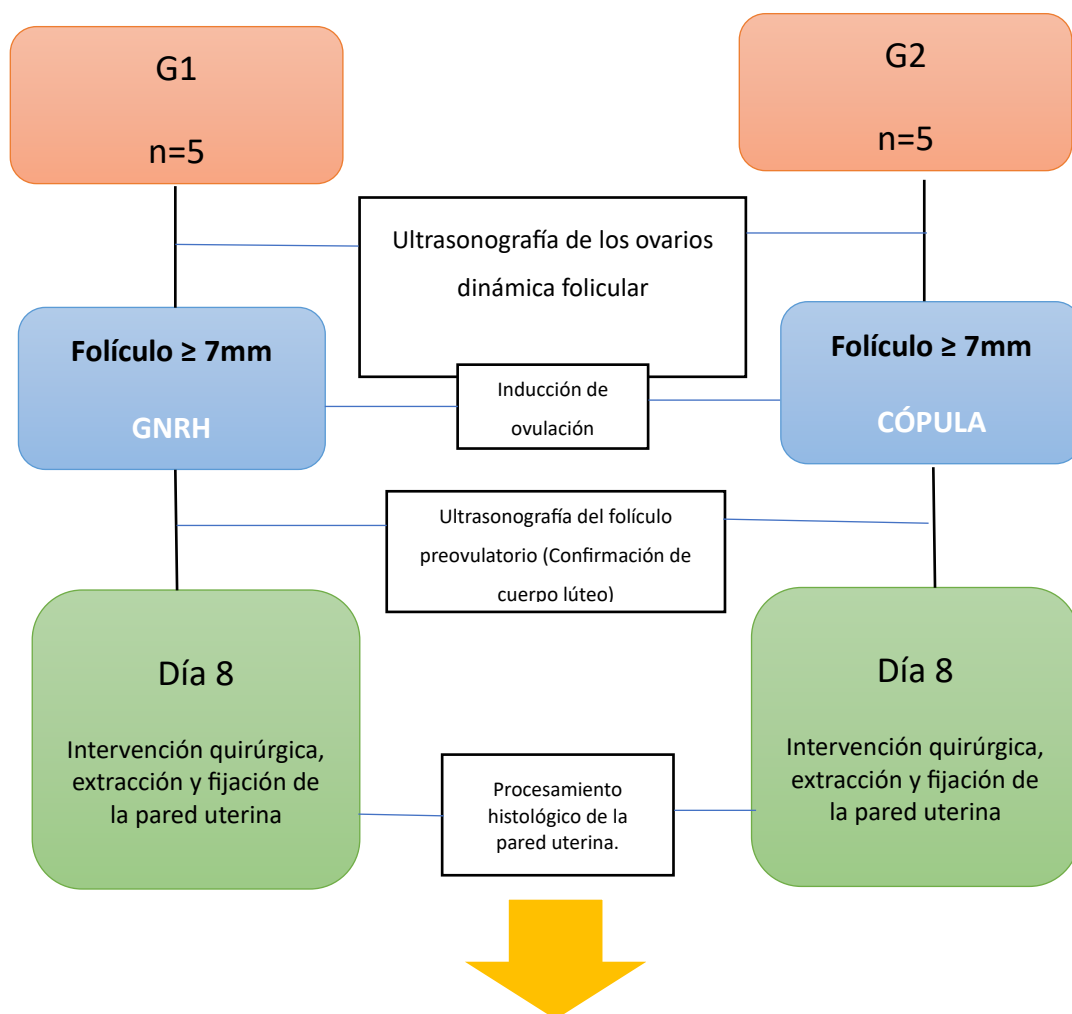 G1
n=5
G2
n=5
Ultrasonografía de los ovarios
dinámica folicular
Folículo ≥ 7mm
GNRH
Folículo ≥ 7mm
CÓPULA
Inducción de
ovulación
Ultrasonografía del folículo
preovulatorio (Confirmación de
cuerpo lúteo)
Día 8
Intervención quirúrgica,
extracción y fijación de
la pared uterina
Día 8
Intervención quirúrgica,
extracción y fijación de
la pared uterina
Procesamiento
histológico de la
pared uterina.